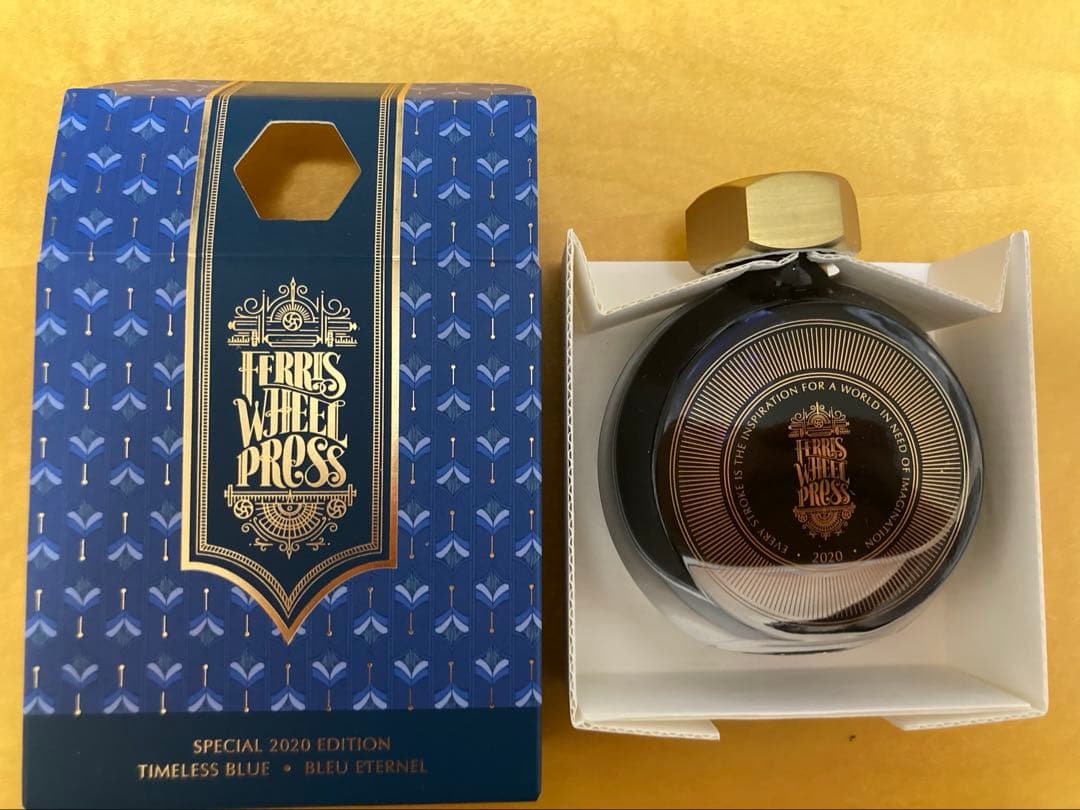 FERRIS
WHEEL
PRESS
SPECIAL 2020 EDITION
TIMELESS BLUE • BLEU ETERNEL
EVERY STROKE IS THE INSPIRATION FOR A WORLD IN NEED OF IMAGINATION
FERRIS
WHEEL
PRESS
• 2020 •